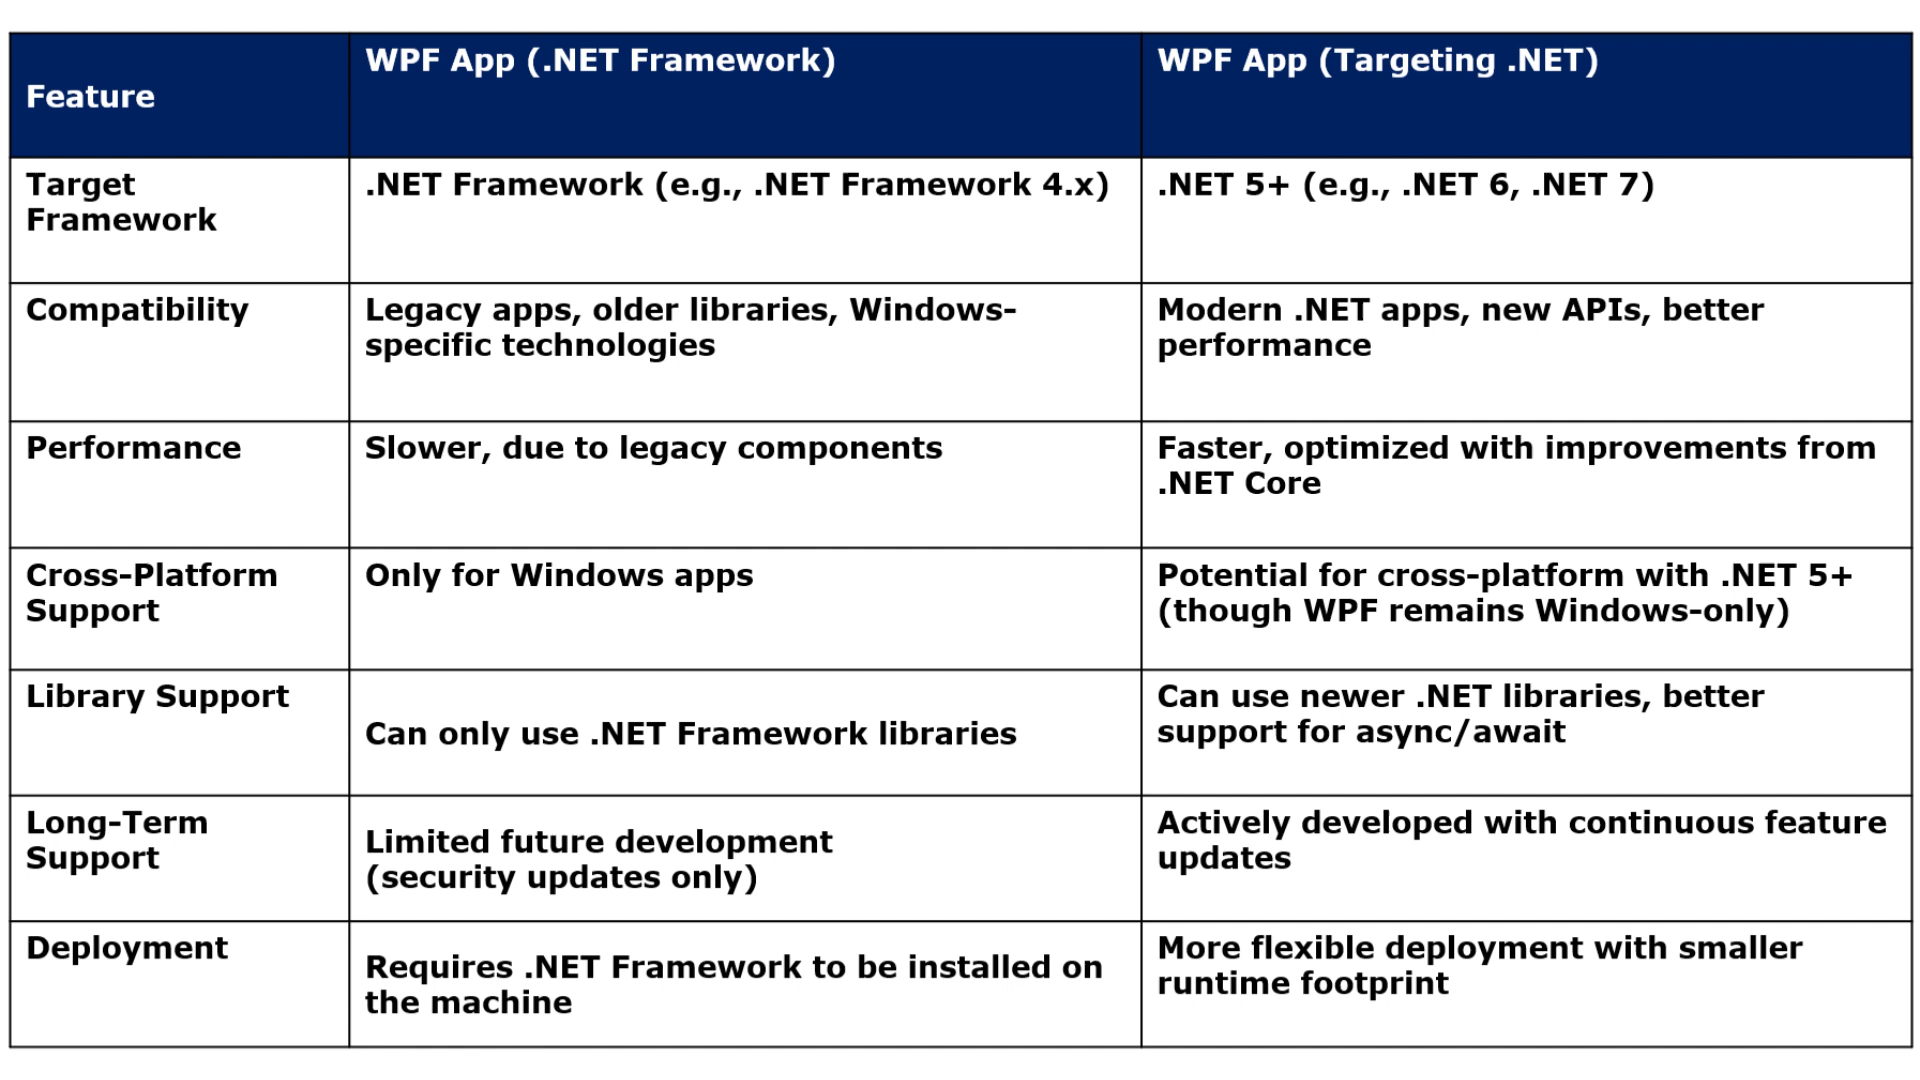 Feature
WPF App (.NET Framework)
WPF App (Targeting .NET)
Target
Framework
.NET Framework (e.g., .NET Framework 4.x)
.NET 5+ (e.g., .NET 6, .NET 7)
Compatibility
Legacy apps, older libraries, Windows-
specific technologies
Modern .NET apps, new APIs, better
performance
Performance
Slower, due to legacy components
Faster, optimized with improvements from
.NET Core
Cross-Platform
Support
Only for Windows apps
Potential for cross-platform with .NET 5+
(though WPF remains Windows-only)
Library Support
Can only use .NET Framework libraries
Can use newer .NET libraries, better
support for async/await
Long-Term
Support
Limited future development
(security updates only)
Actively developed with continuous feature
updates
Deployment
Requires .NET Framework to be installed on
the machine
More flexible deployment with smaller
runtime footprint